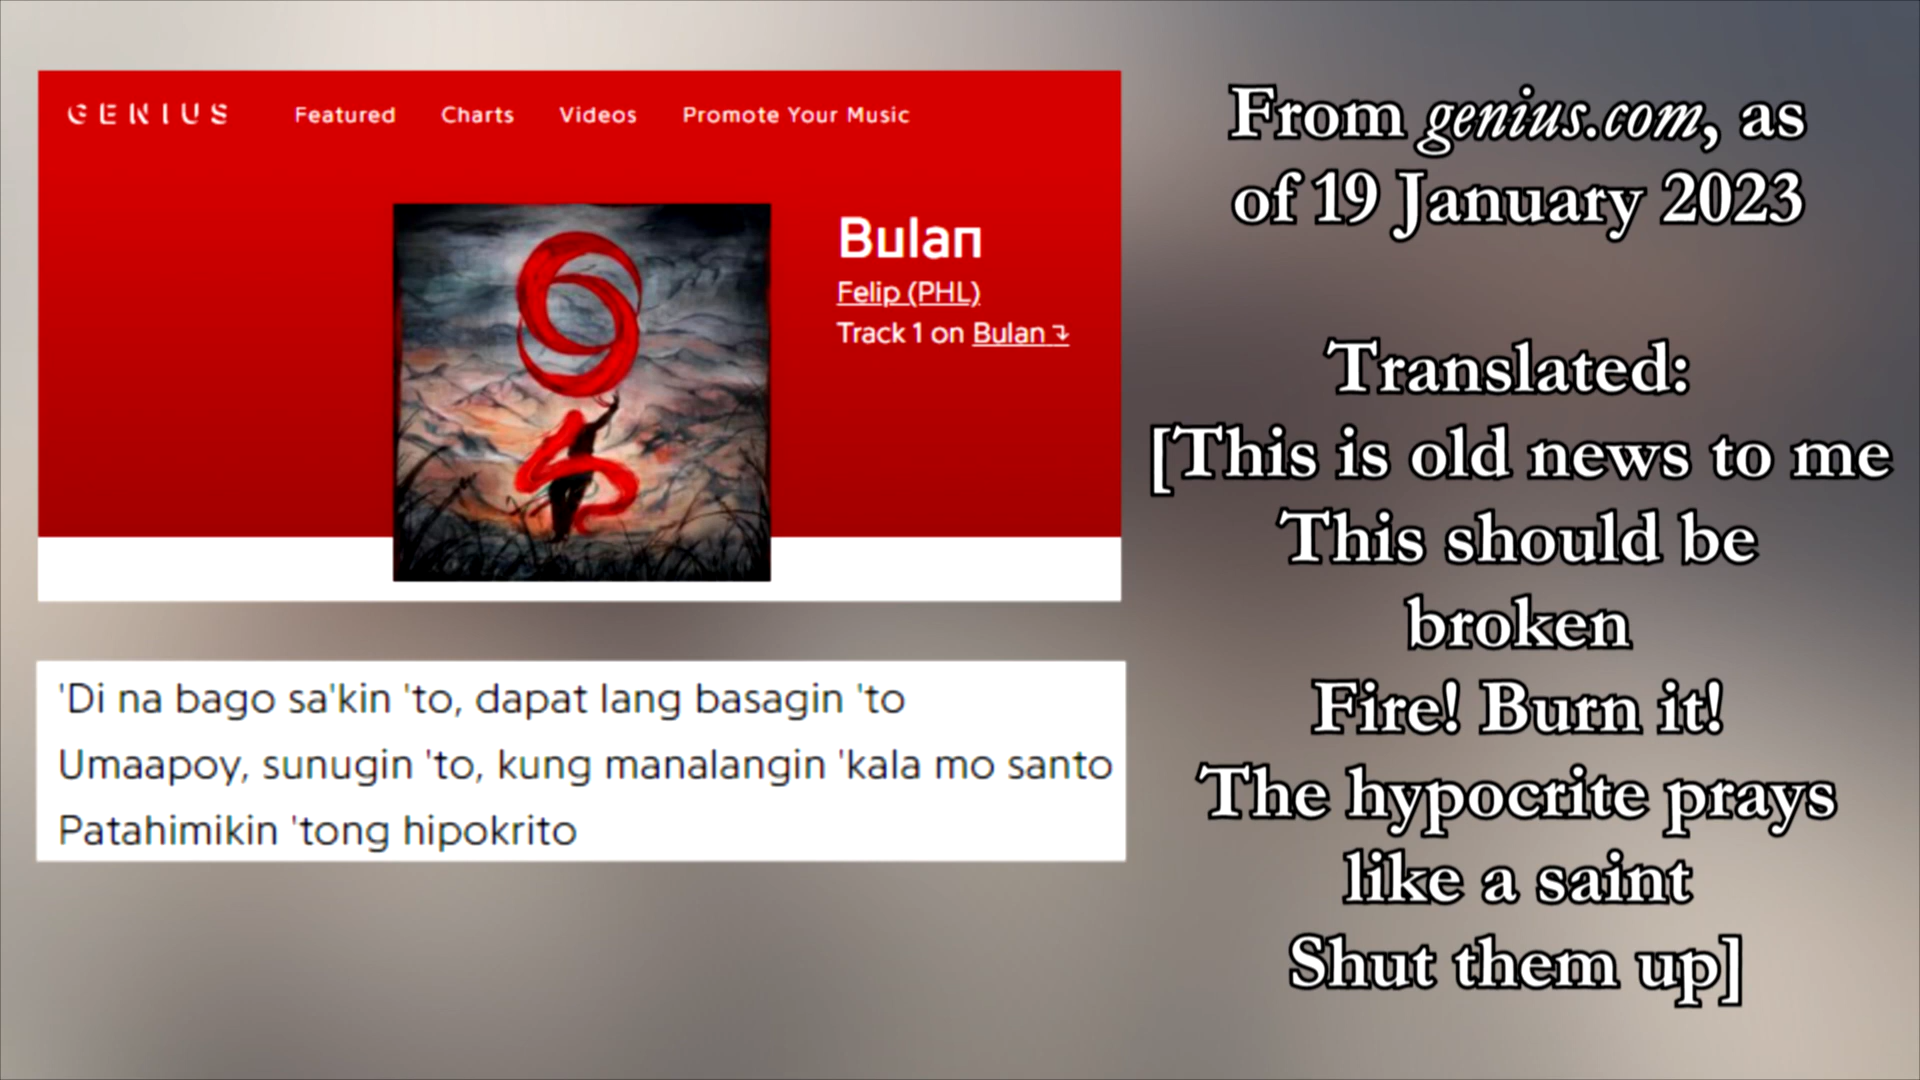 GENIUS Featured Charts Videos Promote Your Music
Bulan
Felip (PHL)
Track 1 on Bulan ↴
'Di na bago sa'kin 'to, dapat lang basagin 'to
Umaapoy, sunugin 'to, kung manalangin 'kala mo santo
Patahimikin 'tong hipokrito
From genius.com, as
of 19 January 2023
Translated:
[This is old news to me
This should be
broken
Fire! Burn it!
The hypocrite prays
like a saint
Shut them up]